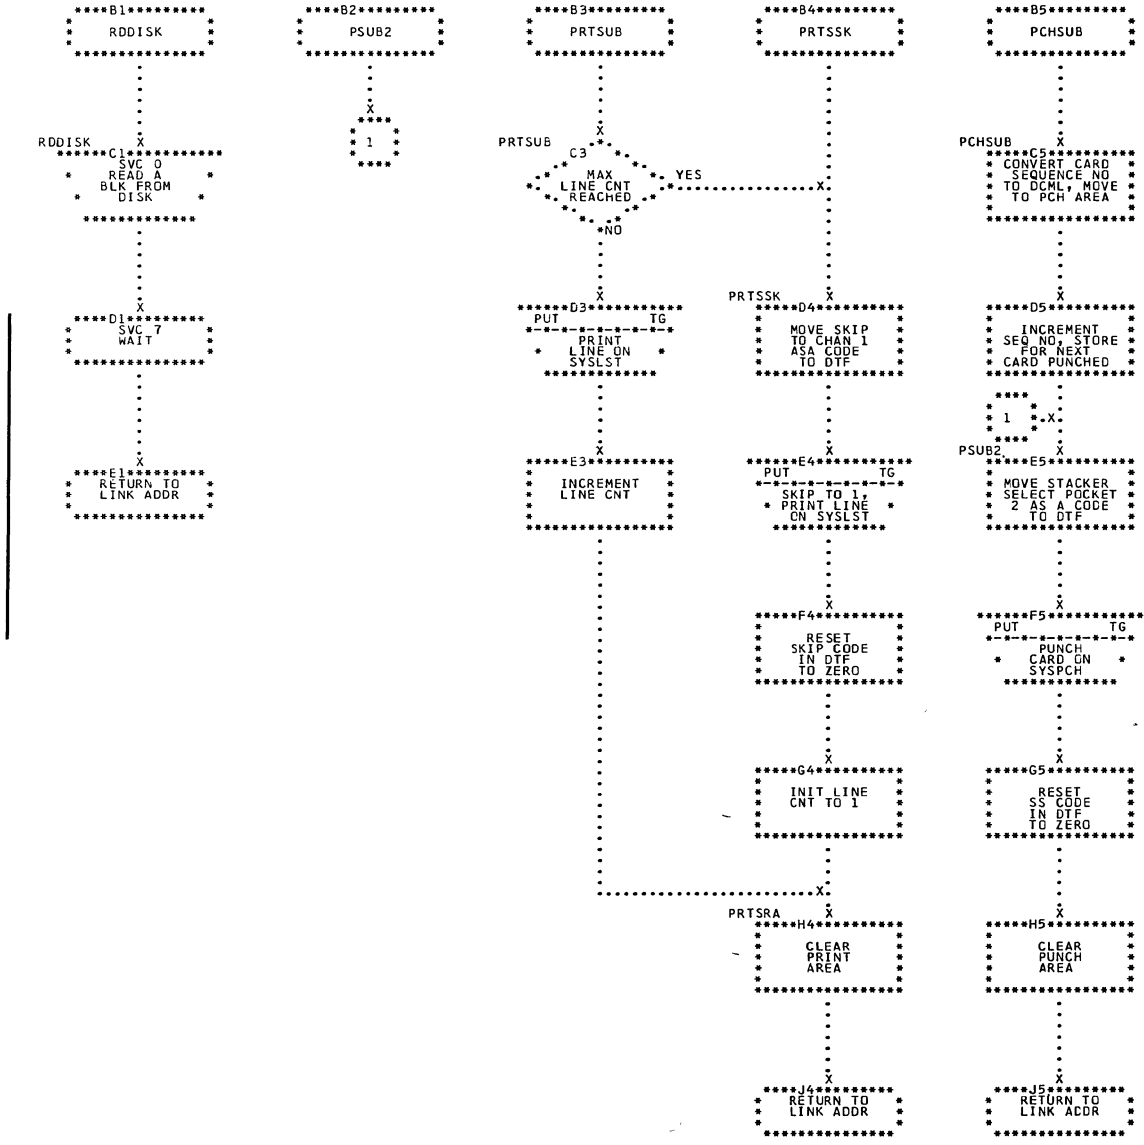 B1
RDDISK
B2
PSUB2
B3
PRTSUB
B4
PRTSSK
B5
PCHSUB
1
RDDISK
C1
SVC 0
READ A
BLK FROM
DISK
PRTSUB
C3
MAX
LINE CNT
REACHED
YES
NO
PCHSUB
C5
CONVERT CARD
SEQUENCE NO
TO DCML, MOVE
TO PCH AREA
D1
SVC 7
WAIT
D3
PUT TG
PRINT
LINE ON
SYSLST
PRTSSK
D4
MOVE SKIP
TO CHAN 1
ASA CODE
TO DTF
D5
INCREMENT
SEQ NO, STORE
FOR NEXT
CARD PUNCHED
1
E1
RETURN TO
LINK ADDR
E3
INCREMENT
LINE CNT
E4
PUT TG
SKIP TO 1,
PRINT LINE
ON SYSLST
PSUB2
E5
MOVE STACKER
SELECT POCKET
2 AS A CODE
TO DTF
F4
RESET
SKIP CODE
IN DTF
TO ZERO
F5
PUT TG
PUNCH
CARD ON
SYSPCH
G4
INIT LINE
CNT TO 1
G5
RESET
SS CODE
IN DTF
TO ZERO
PRTSRA
H4
CLEAR
PRINT
AREA
H5
CLEAR
PUNCH
AREA
J4
RETURN TO
LINK ADDR
J5
RETURN TO
LINK ADDR